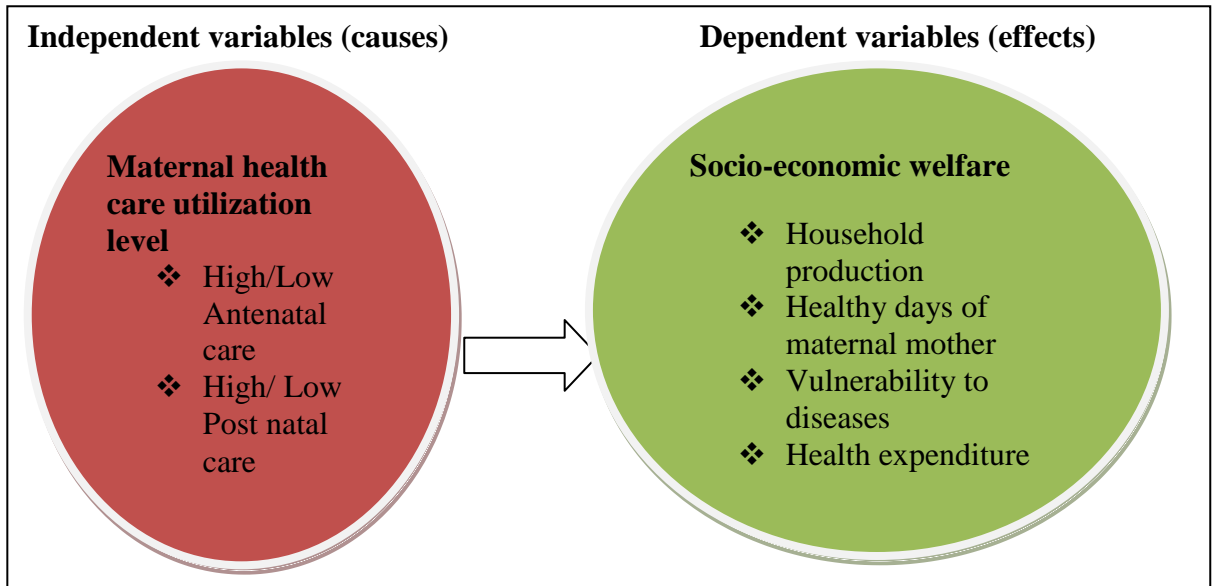 Independent variables (causes)
Dependent variables (effects)
Maternal health
care utilization
level
❖ High/Low
Antenatal
care
❖ High/ Low
Post natal
care
Socio-economic welfare
❖ Household
production
❖ Healthy days of
maternal mother
❖ Vulnerability to
diseases
❖ Health expenditure